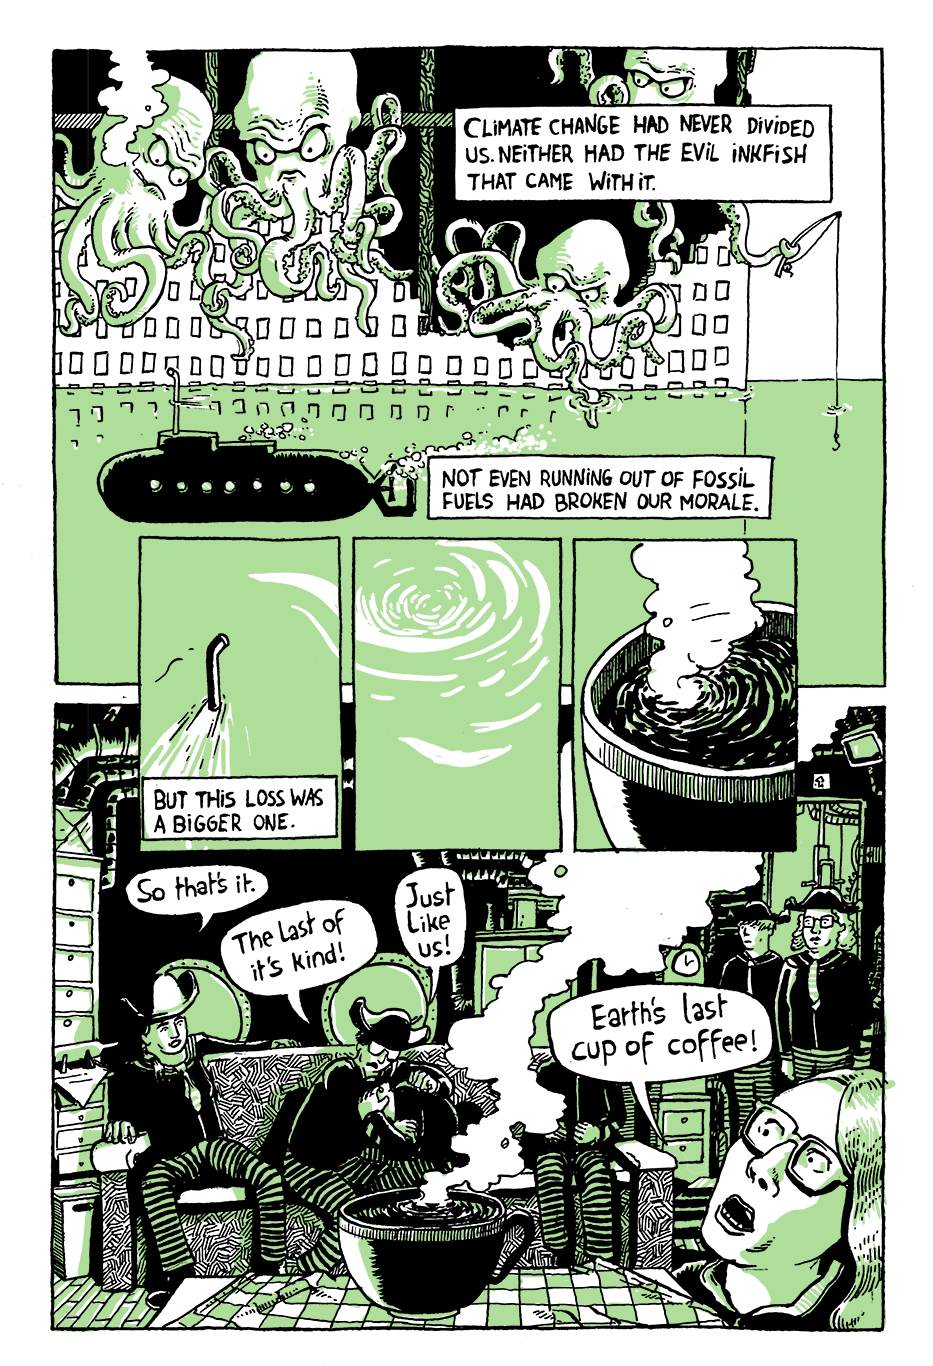 CLIMATE CHANGE HAD NEVER DIVIDED
US. NEITHER HAD THE EVIL INKFISH
THAT CAME WITH IT.
NOT EVEN RUNNING OUT OF FOSSIL
FUELS HAD BROKEN OUR MORALE.
BUT THIS LOSS WAS
A BIGGER ONE.
So that's it.
The last of
it's kind!
Just
Like
us!
Earth's last
cup of coffee!